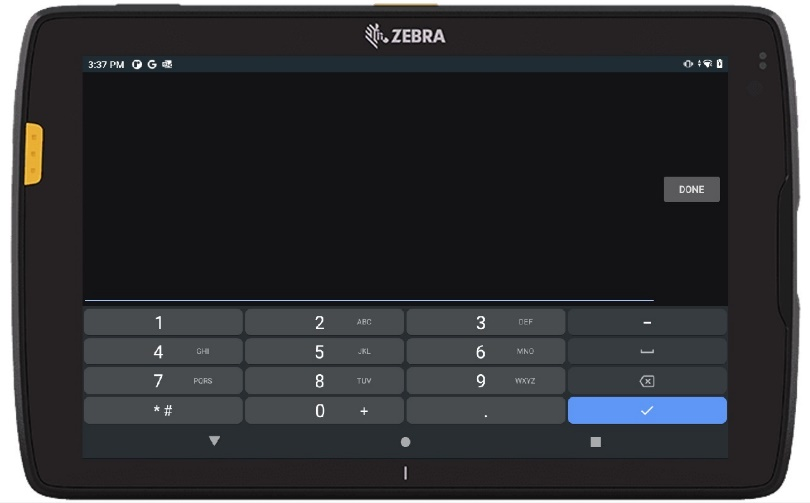 ZEBRA
3:37 PM G
DONE
1 2 ABC 3 DEF -
4 GHI 5 JKL 6 MNO
7 PQRS 8 TUV 9 WXYZ
* # 0 + .